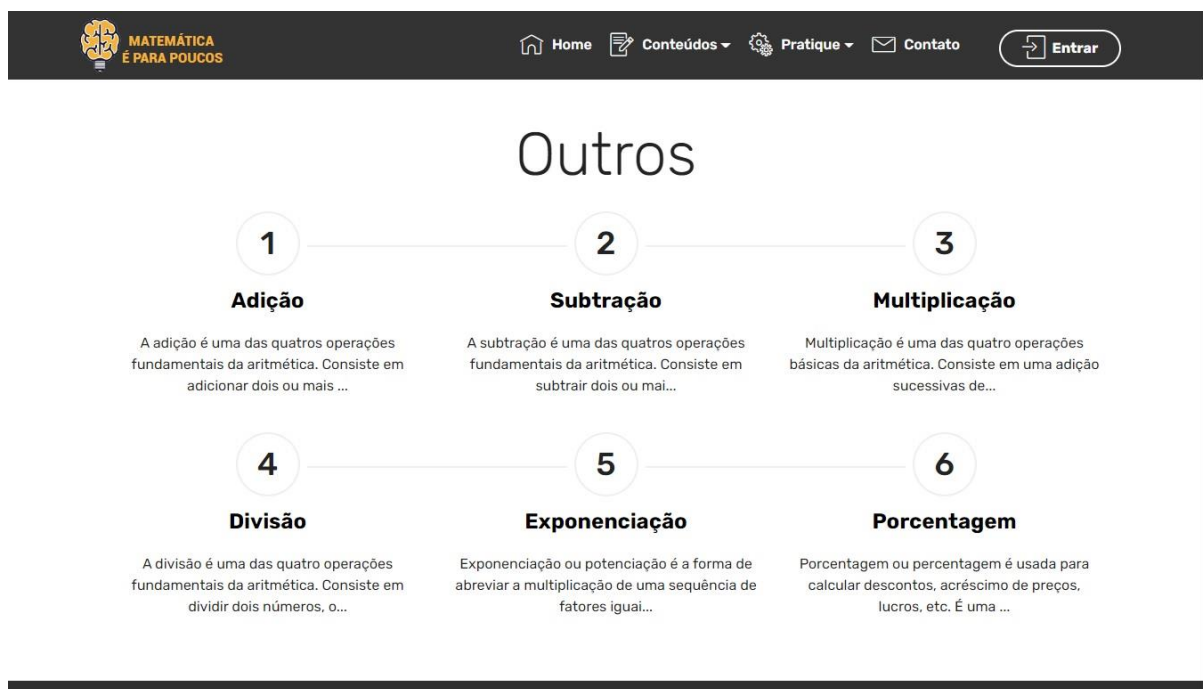 MATEMÁTICA
É PARA POUCOS
Home
Conteúdos
Pratique
Contato
Entrar
Outros
1
2
3
Adição
Subtração
Multiplicação
A adição é uma das quatros operações
fundamentais da aritmética. Consiste em
adicionar dois ou mais ...
A subtração é uma das quatros operações
fundamentais da aritmética. Consiste em
subtrair dois ou mai...
Multiplicação é uma das quatro operações
básicas da aritmética. Consiste em uma adição
sucessivas de...
4
5
6
Divisão
Exponenciação
Porcentagem
A divisão é uma das quatro operações
fundamentais da aritmética. Consiste em
dividir dois números, o...
Exponenciação ou potenciação é a forma de
abreviar a multiplicação de uma sequência de
fatores iguai...
Porcentagem ou percentagem é usada para
calcular descontos, acréscimo de preços,
lucros, etc. É uma ...